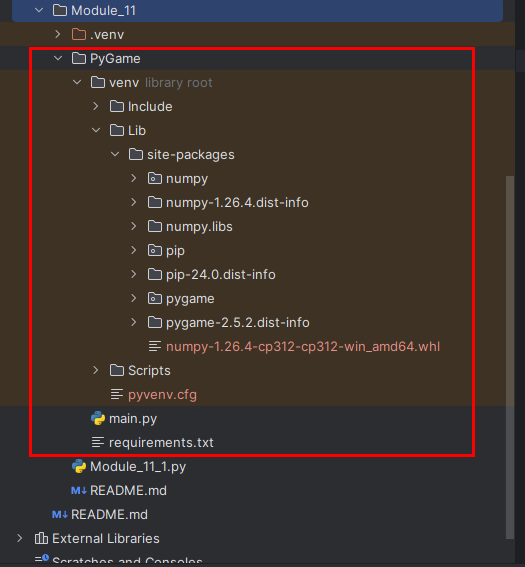 Module_11
.venv
PyGame
venv library root
Include
Lib
site-packages
numpy
numpy-1.26.4.dist-info
numpy.libs
pip
pip-24.0.dist-info
pygame
pygame-2.5.2.dist-info
numpy-1.26.4-cp312-cp312-win_amd64.whl
Scripts
pyvenv.cfg
main.py
requirements.txt
Module_11_1.py
M↓ README.md
M↓ README.md
External Libraries
Scratches and Consoles